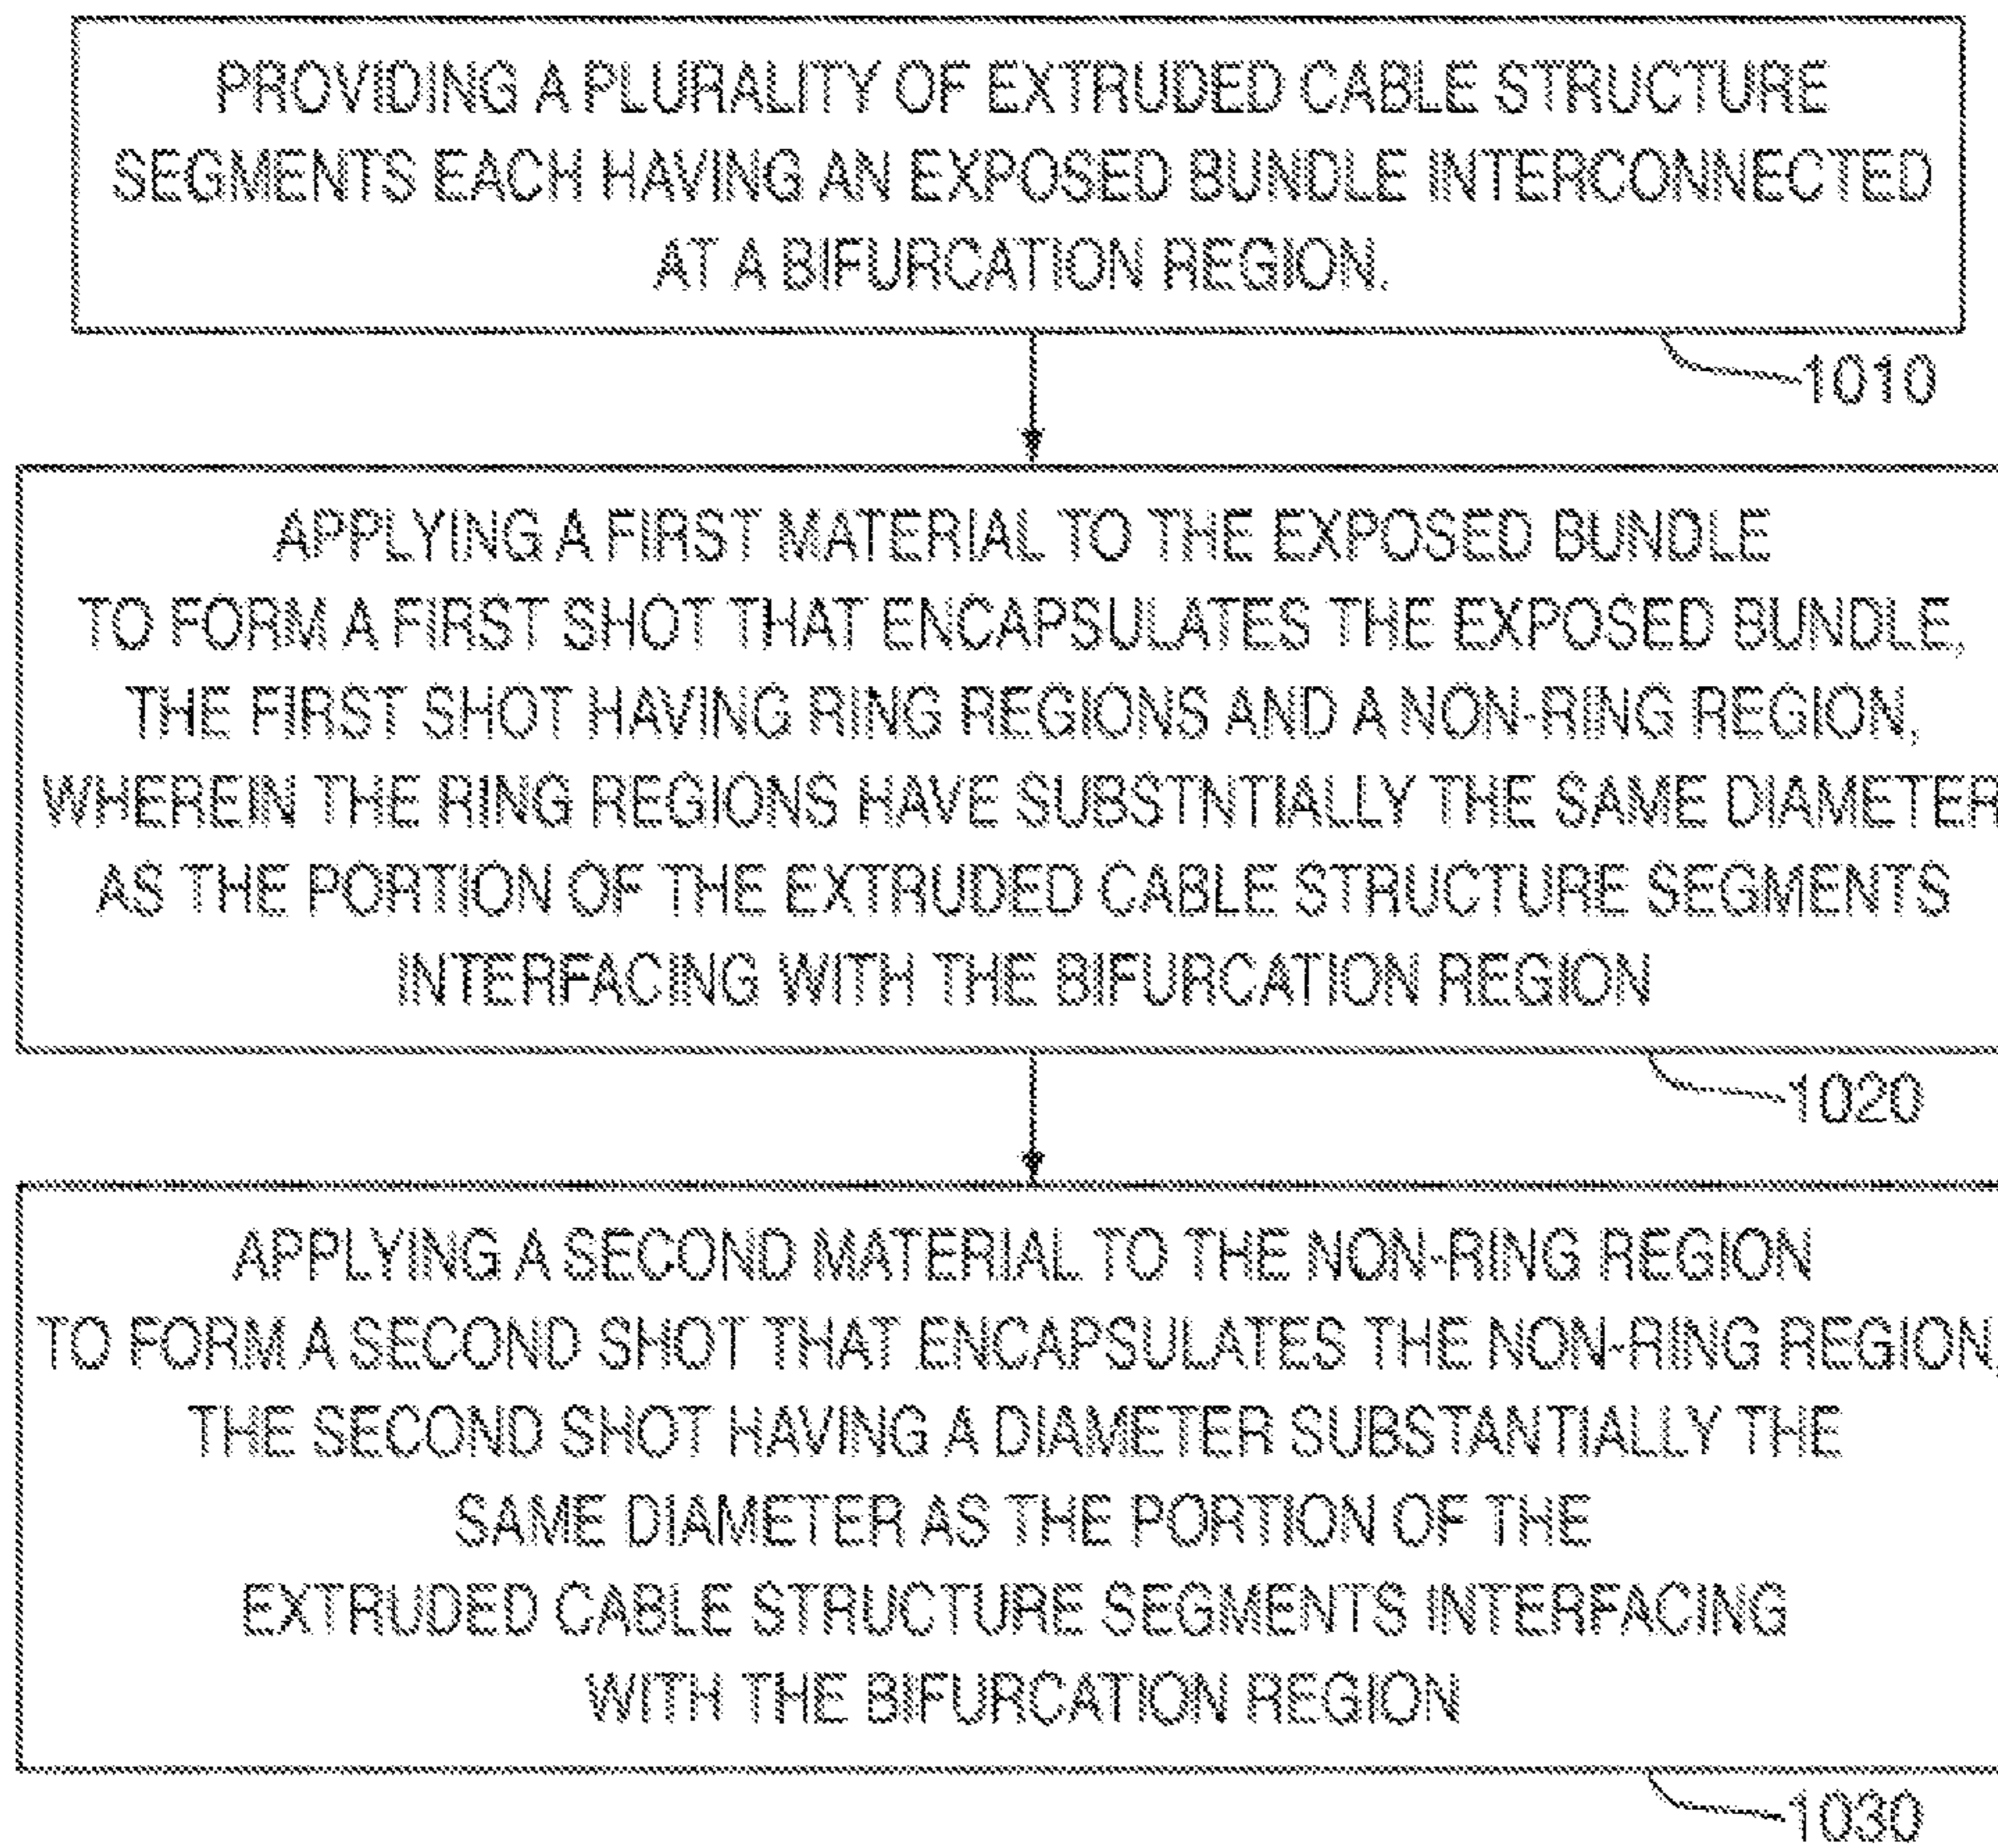 PROVIDING A PLURALITY OF EXTRUDED CABLE STRUCTURE
SEGMENTS EACH HAVING AN EXPOSED BUNDLE INTERCONNECTED
AT A BIFURCATION REGION.
1010
APPLYING A FIRST MATERIAL TO THE EXPOSED BUNDLE
TO FORM A FIRST SHOT THAT ENCAPSULATES THE EXPOSED BUNDLE,
THE FIRST SHOT HAVING RING REGIONS AND A NON-RING REGION,
WHEREIN THE RING REGIONS HAVE SUBSTNTIALLY THE SAME DIAMETER
AS THE PORTION OF THE EXTRUDED CABLE STRUCTURE SEGMENTS
INTERFACING WITH THE BIFURCATION REGION
1020
APPLYING A SECOND MATERIAL TO THE NON-RING REGION
TO FORM A SECOND SHOT THAT ENCAPSULATES THE NON-RING REGION,
THE SECOND SHOT HAVING A DIAMETER SUBSTANTIALLY THE
SAME DIAMETER AS THE PORTION OF THE
EXTRUDED CABLE STRUCTURE SEGMENTS INTERFACING
WITH THE BIFURCATION REGION
1030